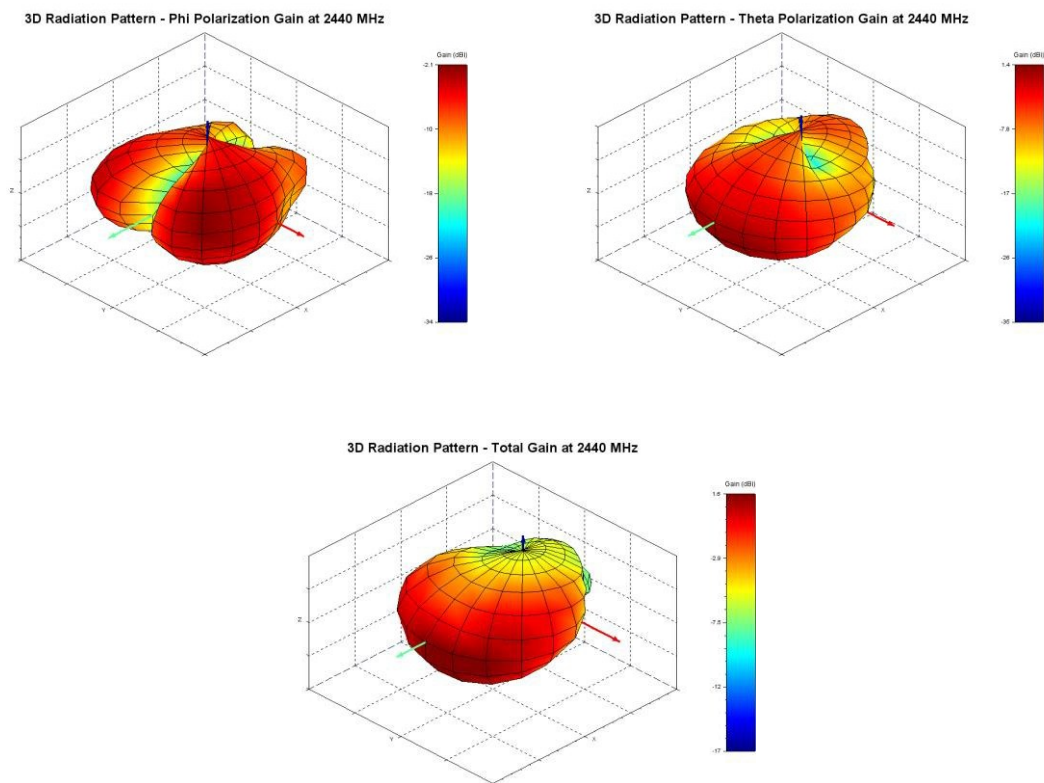 3D Radiation Pattern - Phi Polarization Gain at 2440 MHz
Gain (dBi)
-2.1
-10
-18
-26
-34
Z
Y
X
3D Radiation Pattern - Theta Polarization Gain at 2440 MHz
Gain (dBi)
1.4
-7.8
-17
-26
Z
Y
X
3D Radiation Pattern - Total Gain at 2440 MHz
Gain (dBi)
1.6
-2.9
-7.5
-12
-17
Z
Y
X